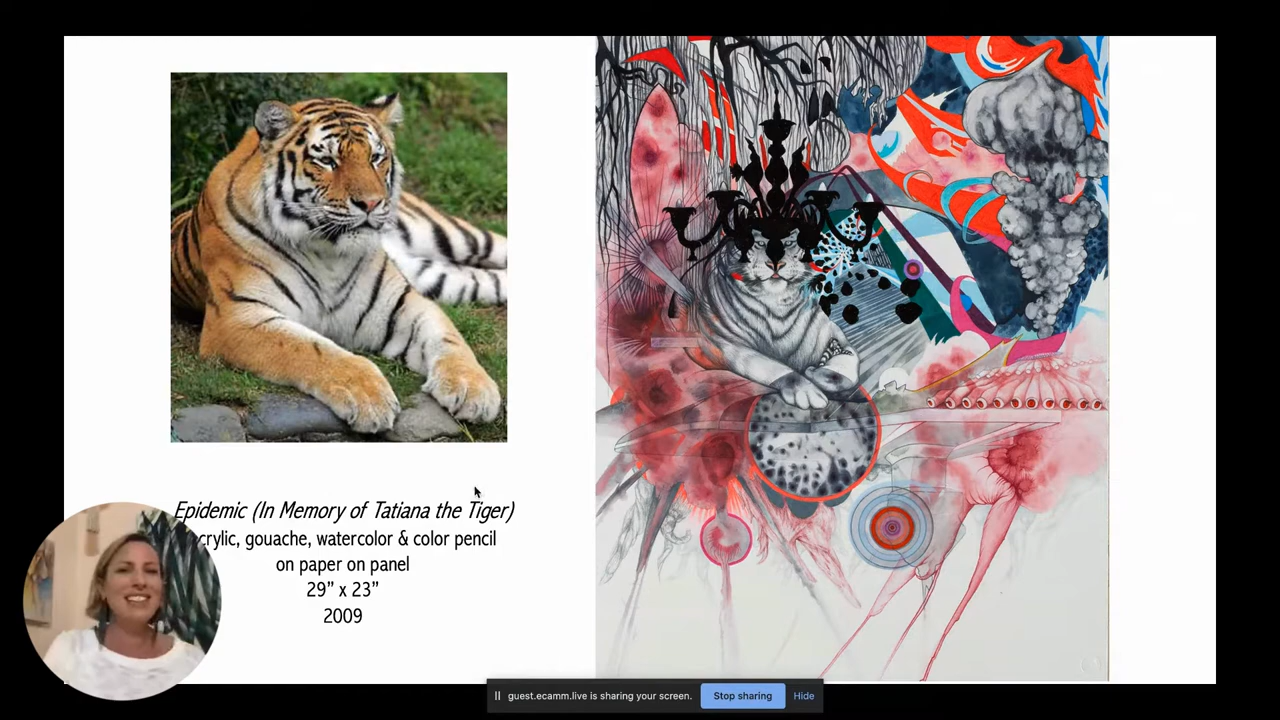 Epidemic (In Memory of Tatiana the Tiger)
crylic, gouache, watercolor & color pencil
on paper on panel
29” x 23”
2009
guest.ecamm.live is sharing your screen.
Stop sharing
Hide